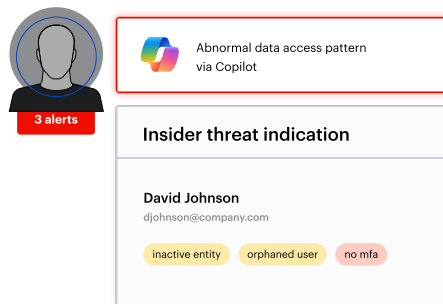 3 alerts
Abnormal data access pattern
via Copilot
Insider threat indication
David Johnson
djohnson@company.com
inactive entity orphaned user no mfa